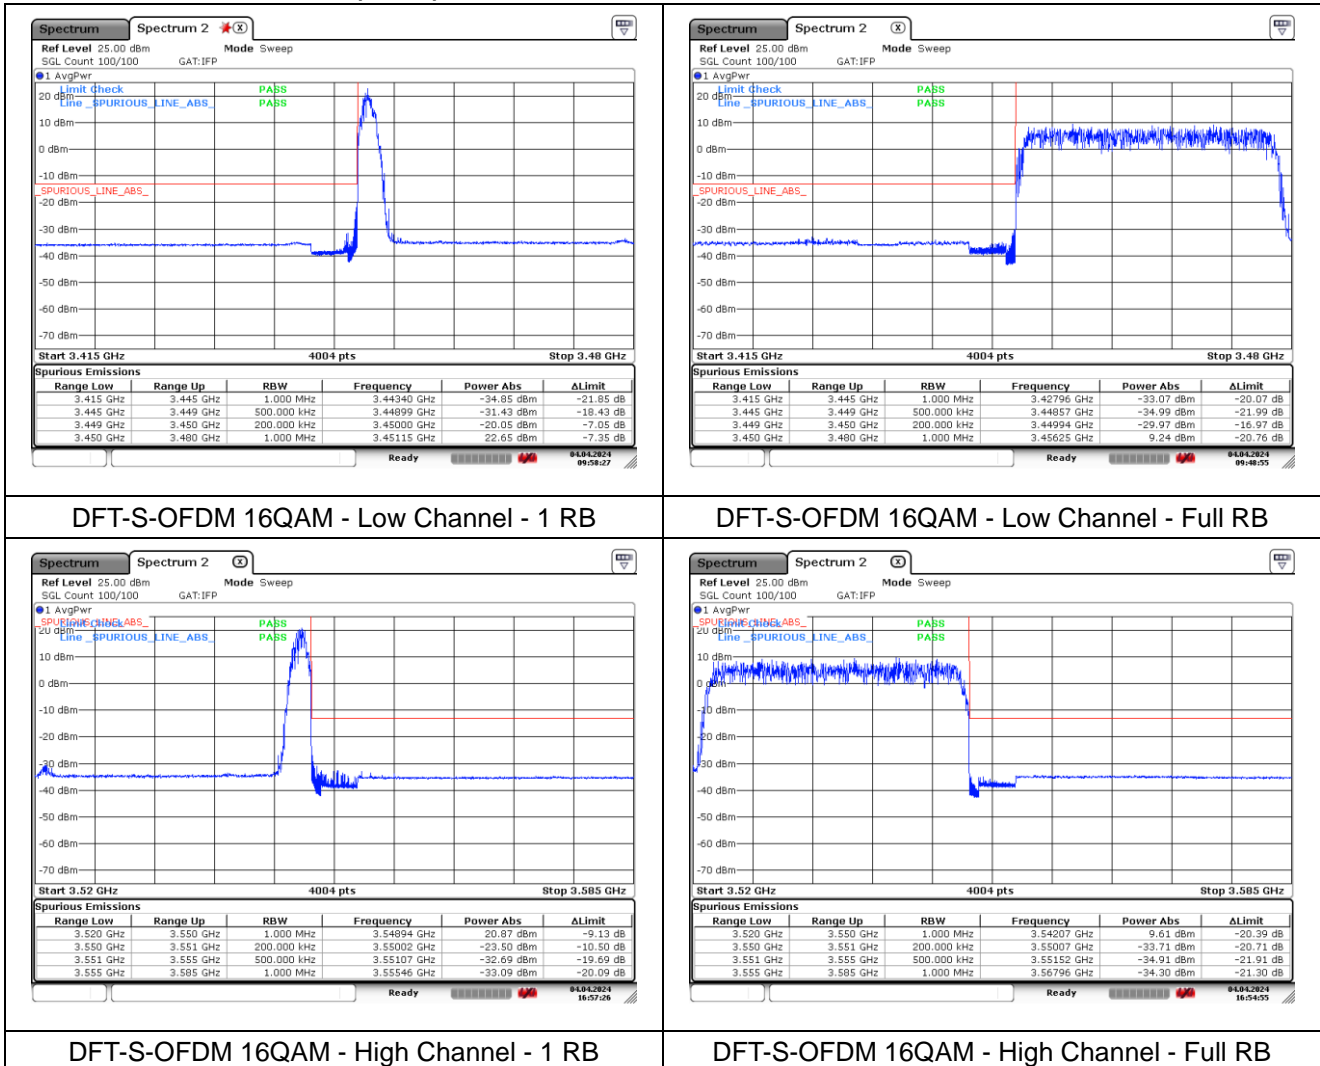 Spectrum Spectrum 2 X
Ref Level 25.00 dBm Mode Sweep
SGL Count 100/100 GAT:IFP
1 AvgPwr
Limit Check PASS
20 dBm
Line _SPURIOUS_LINE_ABS_ PASS
10 dBm
0 dBm
-10 dBm
_SPURIOUS_LINE_ABS_
-20 dBm
-30 dBm
-40 dBm
-50 dBm
-60 dBm
-70 dBm
Start 3.415 GHz 4004 pts Stop 3.48 GHz
Spurious Emissions
Range Low Range Up RBW Frequency Power Abs ΔLimit
3.415 GHz 3.445 GHz 1.000 MHz 3.44340 GHz -34.85 dBm -21.85 dB
3.445 GHz 3.449 GHz 500.000 kHz 3.44899 GHz -31.43 dBm -18.43 dB
3.449 GHz 3.450 GHz 200.000 kHz 3.45000 GHz -20.05 dBm -7.05 dB
3.450 GHz 3.480 GHz 1.000 MHz 3.45115 GHz 22.65 dBm -7.35 dB
Ready 04.04.2024
09:58:27
DFT-S-OFDM 16QAM - Low Channel - 1 RB
Spectrum Spectrum 2 X
Ref Level 25.00 dBm Mode Sweep
SGL Count 100/100 GAT:IFP
1 AvgPwr
Limit Check PASS
20 dBm
Line _SPURIOUS_LINE_ABS_ PASS
10 dBm
0 dBm
-10 dBm
_SPURIOUS_LINE_ABS_
-20 dBm
-30 dBm
-40 dBm
-50 dBm
-60 dBm
-70 dBm
Start 3.415 GHz 4004 pts Stop 3.48 GHz
Spurious Emissions
Range Low Range Up RBW Frequency Power Abs ΔLimit
3.415 GHz 3.445 GHz 1.000 MHz 3.42796 GHz -33.07 dBm -20.07 dB
3.445 GHz 3.449 GHz 500.000 kHz 3.44857 GHz -34.99 dBm -21.99 dB
3.449 GHz 3.450 GHz 200.000 kHz 3.44994 GHz -29.97 dBm -16.97 dB
3.450 GHz 3.480 GHz 1.000 MHz 3.45625 GHz 9.24 dBm -20.76 dB
Ready 04.04.2024
09:48:55
DFT-S-OFDM 16QAM - Low Channel - Full RB
Spectrum Spectrum 2 X
Ref Level 25.00 dBm Mode Sweep
SGL Count 100/100 GAT:IFP
1 AvgPwr
_SPURIOUS_LINE_ABS_
Limit Check PASS
20 dBm
Line _SPURIOUS_LINE_ABS_ PASS
10 dBm
0 dBm
-10 dBm
-20 dBm
-30 dBm
-40 dBm
-50 dBm
-60 dBm
-70 dBm
Start 3.52 GHz 4004 pts Stop 3.585 GHz
Spurious Emissions
Range Low Range Up RBW Frequency Power Abs ΔLimit
3.520 GHz 3.550 GHz 1.000 MHz 3.54894 GHz 20.87 dBm -9.13 dB
3.550 GHz 3.551 GHz 200.000 kHz 3.55002 GHz -23.50 dBm -10.50 dB
3.551 GHz 3.555 GHz 500.000 kHz 3.55107 GHz -32.69 dBm -19.69 dB
3.555 GHz 3.585 GHz 1.000 MHz 3.55546 GHz -33.09 dBm -20.09 dB
Ready 04.04.2024
16:57:26
DFT-S-OFDM 16QAM - High Channel - 1 RB
Spectrum Spectrum 2 X
Ref Level 25.00 dBm Mode Sweep
SGL Count 100/100 GAT:IFP
1 AvgPwr
_SPURIOUS_LINE_ABS_
Limit Check PASS
20 dBm
Line _SPURIOUS_LINE_ABS_ PASS
10 dBm
0 dBm
-10 dBm
-20 dBm
-30 dBm
-40 dBm
-50 dBm
-60 dBm
-70 dBm
Start 3.52 GHz 4004 pts Stop 3.585 GHz
Spurious Emissions
Range Low Range Up RBW Frequency Power Abs ΔLimit
3.520 GHz 3.550 GHz 1.000 MHz 3.54207 GHz 9.61 dBm -20.39 dB
3.550 GHz 3.551 GHz 200.000 kHz 3.55007 GHz -33.71 dBm -20.71 dB
3.551 GHz 3.555 GHz 500.000 kHz 3.55152 GHz -34.91 dBm -21.91 dB
3.555 GHz 3.585 GHz 1.000 MHz 3.56796 GHz -34.30 dBm -21.30 dB
Ready 04.04.2024
16:54:55
DFT-S-OFDM 16QAM - High Channel - Full RB